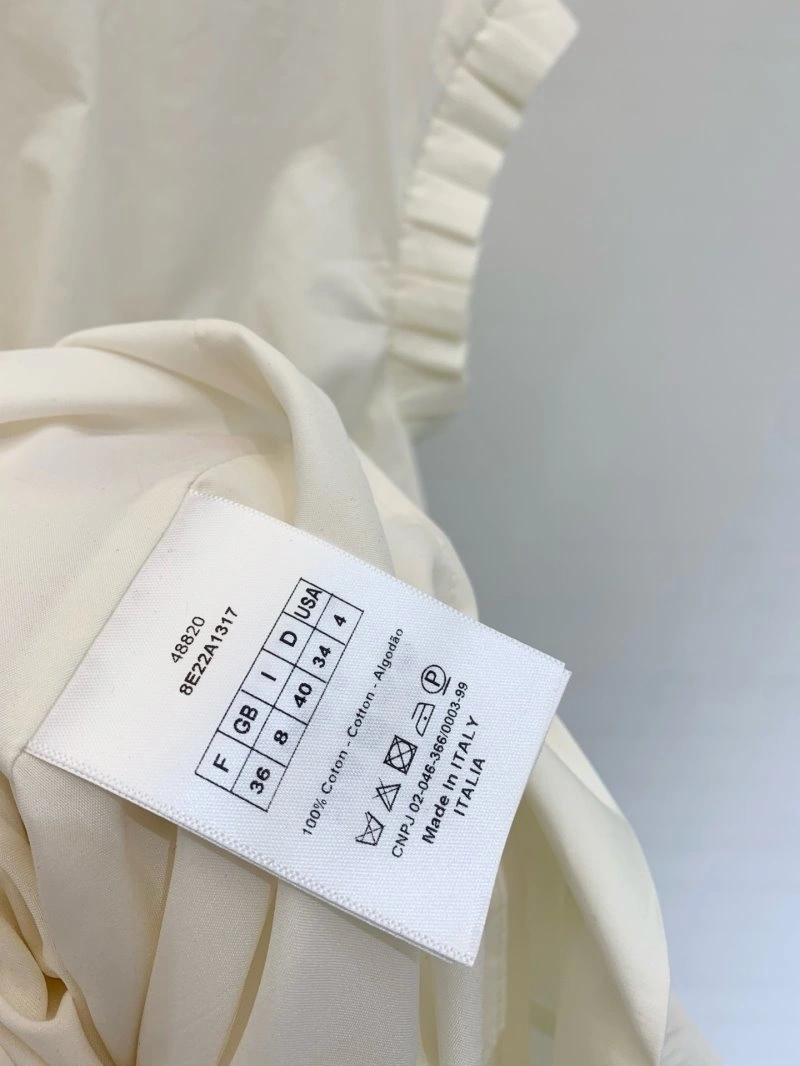 48820
8E22A1317
F GB I D USA
36 8 40 34 4
100% Coton - Cotton - Algodão
P
CNPJ 02-046-366/0003-99
Made In ITALY
ITALIA